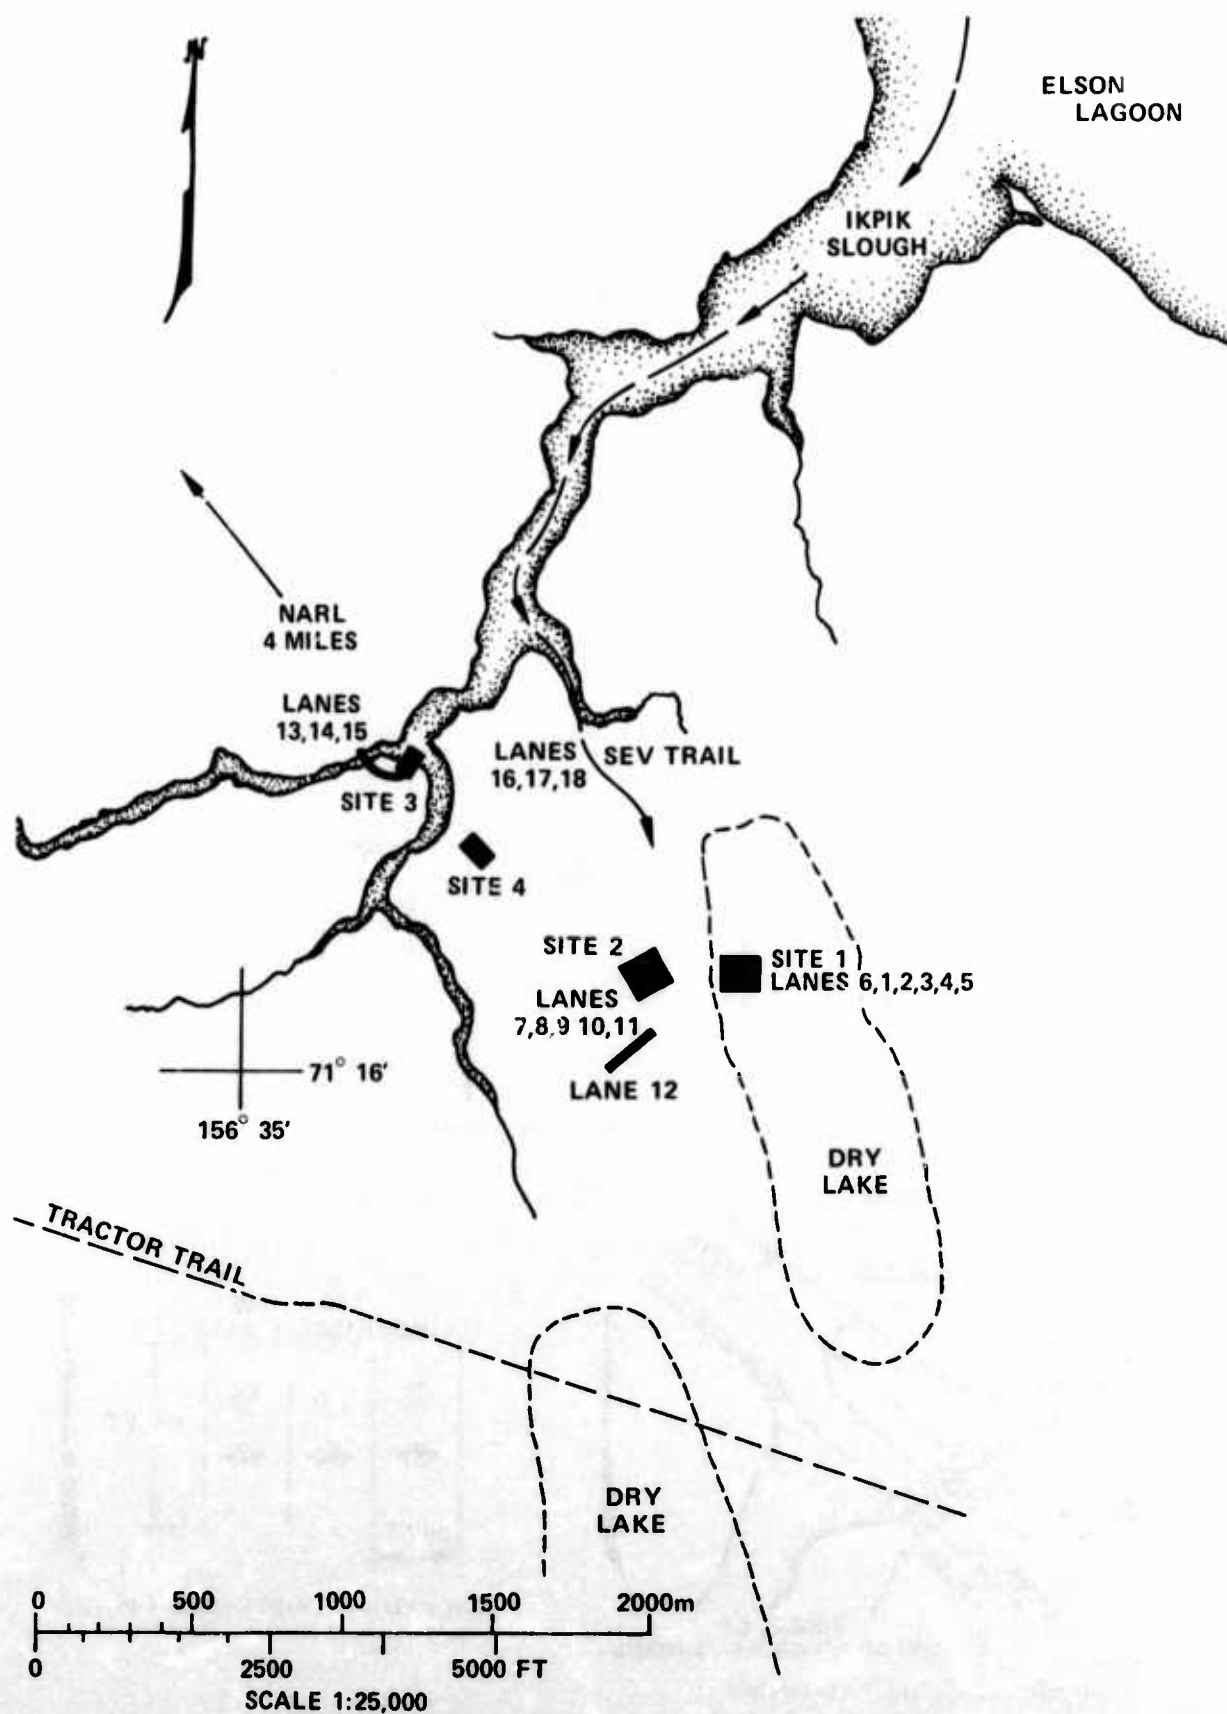 N
ELSON
LAGOON
IKPIK
SLOUGH
NARL
4 MILES
LANES
13,14,15
SITE 3
LANES
16,17,18
SEV TRAIL
SITE 4
SITE 2
LANES
7,8,9 10,11
SITE 1
LANES 6,1,2,3,4,5
LANE 12
71° 16'
156° 35'
DRY
LAKE
TRACTOR TRAIL
DRY
LAKE
0 500 1000 1500 2000m
0 2500 5000 FT
SCALE 1:25,000